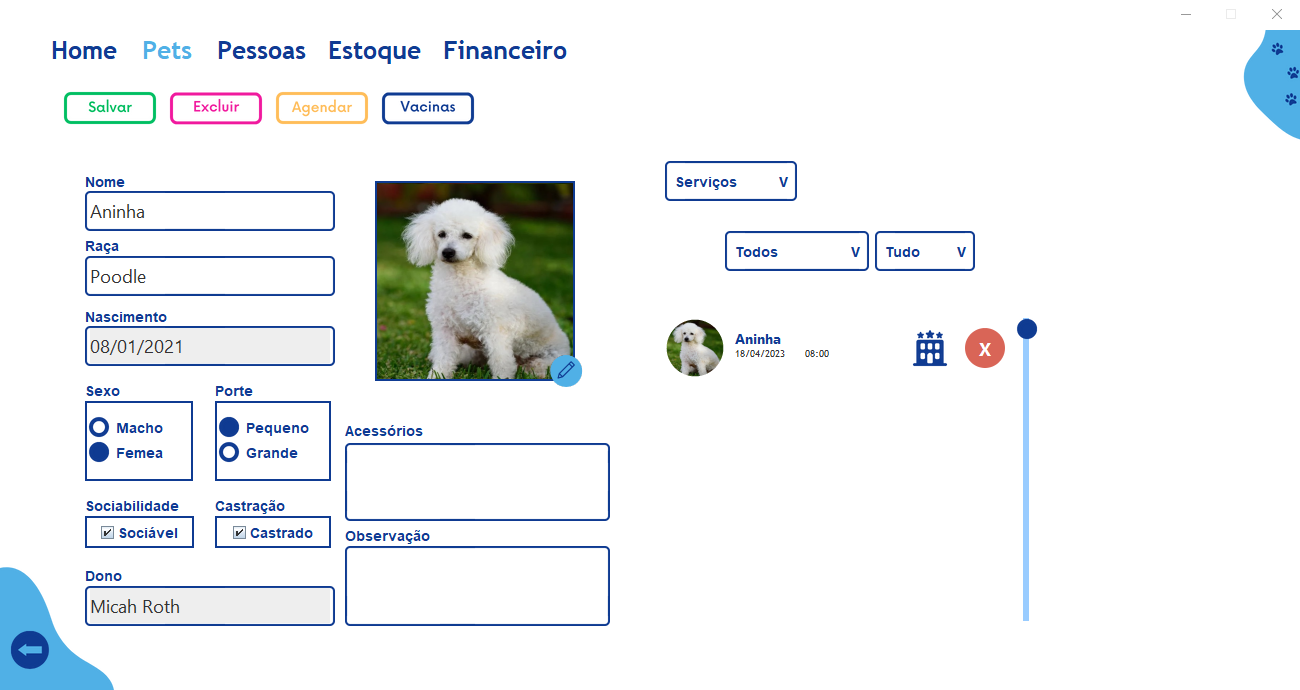 Home Pets Pessoas Estoque Financeiro
Salvar Excluir Agendar Vacinas
Nome
Aninha
Raça
Poodle
Nascimento
08/01/2021
Sexo
Macho
Femea
Porte
Pequeno
Grande
Sociabilidade
Sociável
Castração
Castrado
Dono
Micah Roth
Acessórios
Observação
Serviços V
Todos V
Tudo V
Aninha
18/04/2023 08:00
X